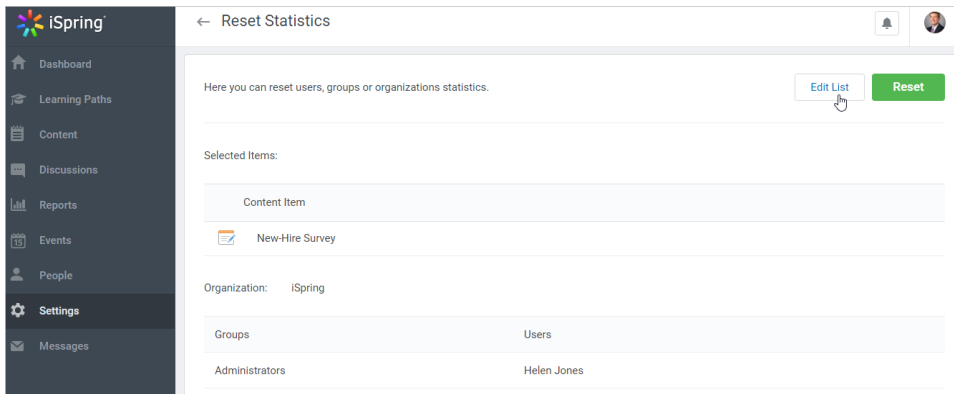 iSpring
← Reset Statistics
Dashboard
Learning Paths
Content
Discussions
Reports
15 Events
People
Settings
Messages
Here you can reset users, groups or organizations statistics.
Edit List
Reset
Selected Items:
Content Item
New-Hire Survey
Organization: iSpring
Groups Users
Administrators Helen Jones